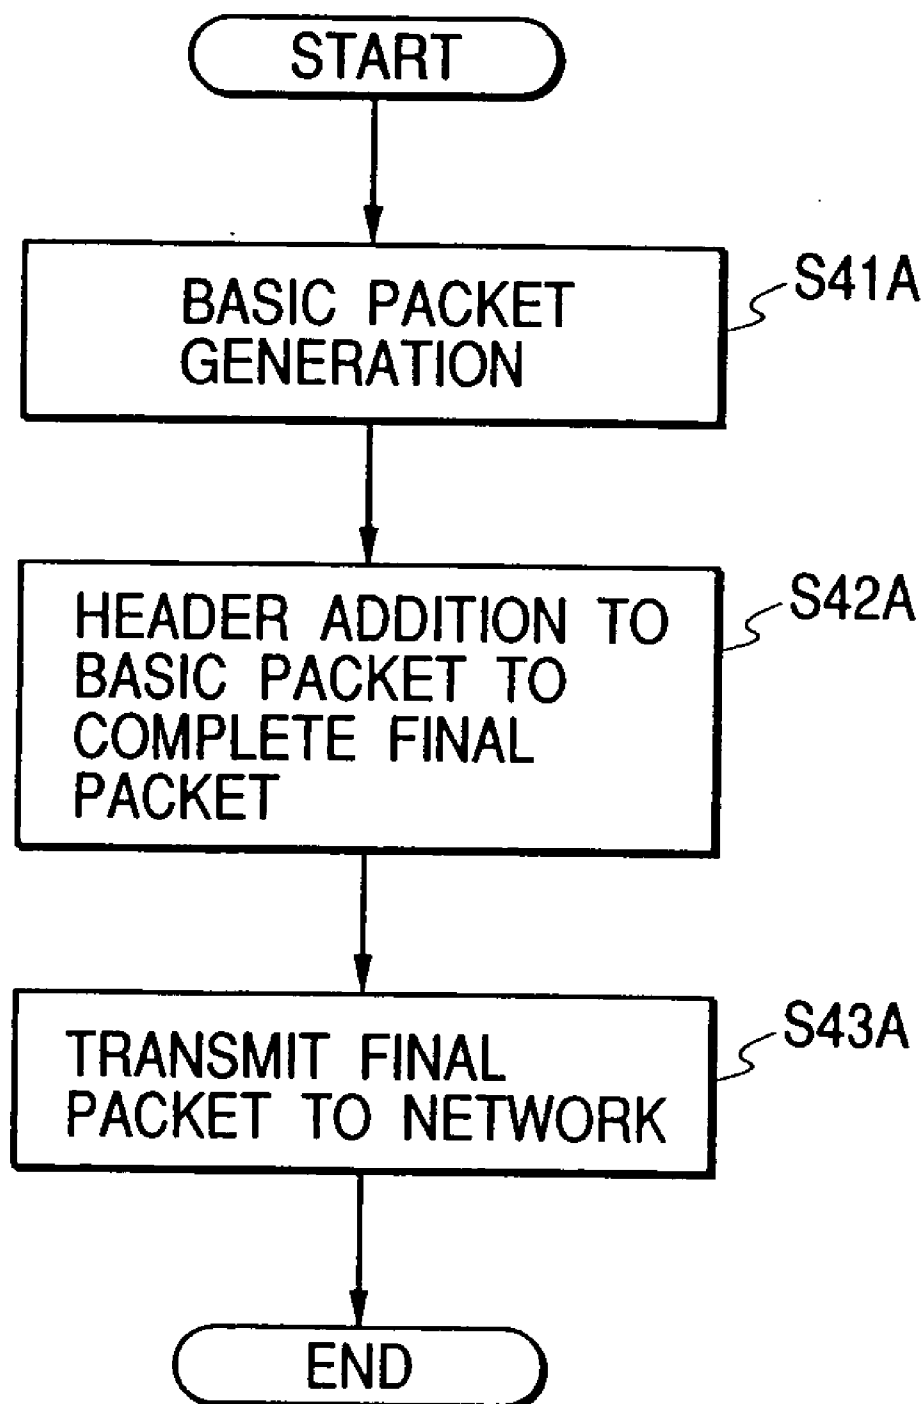 START
BASIC PACKET
GENERATION
S41A
HEADER ADDITION TO
BASIC PACKET TO
COMPLETE FINAL
PACKET
S42A
TRANSMIT FINAL
PACKET TO NETWORK
S43A
END